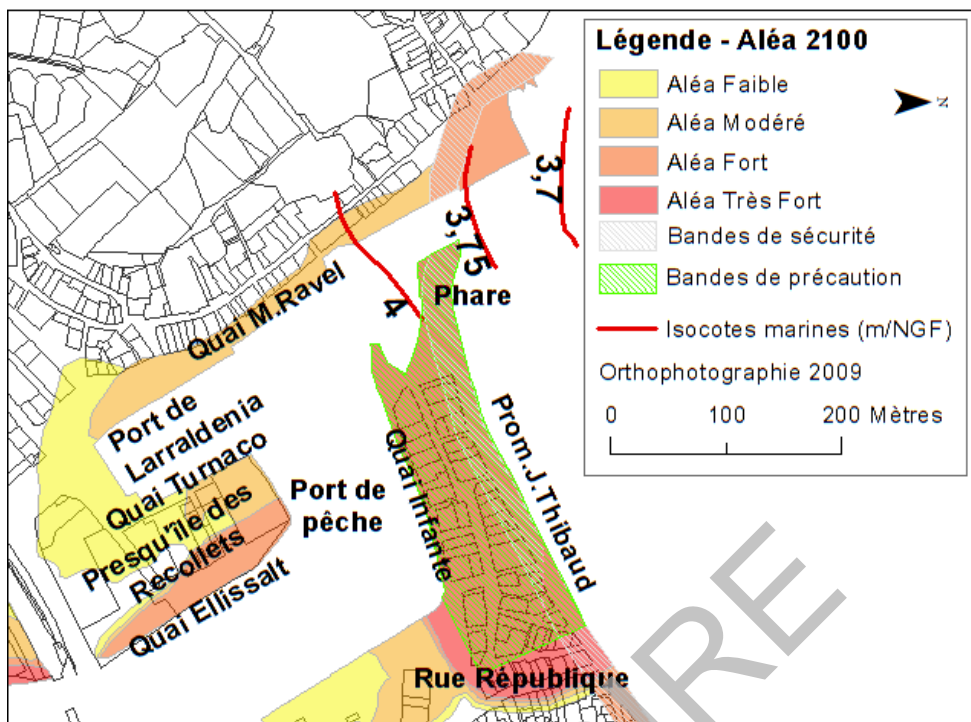 Légende - Aléa 2100
Aléa Faible
Aléa Modéré
Aléa Fort
Aléa Très Fort
Bandes de sécurité
Bandes de précaution
Isocotes marines (m/NGF)
Orthophotographie 2009
0 100 200 Mètres
N
3,7
3,75
4
Phare
Quai M.Ravel
Port de
Larraldenia
Quai Turnaco
Presqu'île des
Recollets
Quai Ellissalt
Port de
pêche
Quai Infante
Prom.J.Thibaud
Rue République
RE